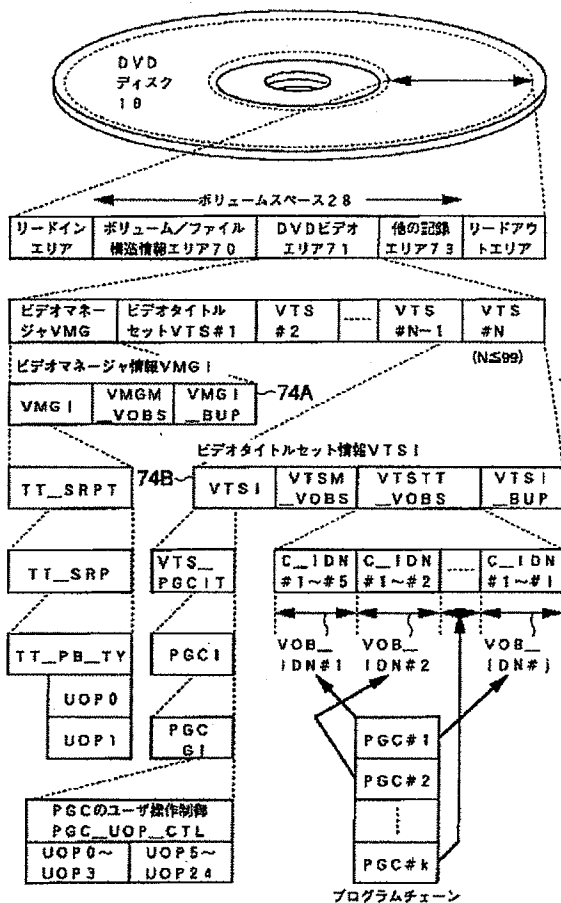 DVD
ディスク
10
ボリュームスペース28
リードイン
エリア
ボリューム/ファイル
構造情報エリア70
DVDビデオ
エリア71
他の記録
エリア73
リードアウ
トエリア
ビデオマネー
ジャVMG
ビデオタイトル
セットVTS#1
VTS
#2
VTS
#N~1
VTS
#N
(N≦99)
ビデオマネージャ情報VMGI
VMGI
VMGM
_VOBS
VMGI
_BUP
74A
ビデオタイトルセット情報VTSI
74B
VTSI
VTSM
_VOBS
VTSTT
_VOBS
VTSI
_BUP
TT_SRPT
TT_SRP
VTS_
PGCIT
C_IDN
#1~#5
C_IDN
#1~#2
C_IDN
#1~#1
TT_PB_TY
PGCI
VOB_
IDN#1
VOB_
IDN#2
VOB_
IDN#j
UOP0
UOP1
PGC
GI
PGC#1
PGC#2
PGC#k
プログラムチェーン
PGCのユーザ操作制御
PGC_UOP_CTL
UOP0~
UOP3
UOP5~
UOP24